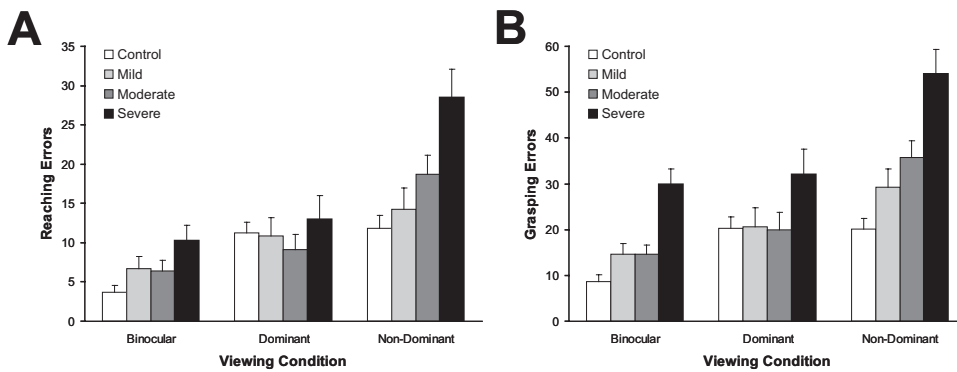 A
35
30
25
20
15
10
5
0
Reaching Errors
Control
Mild
Moderate
Severe
Binocular
Dominant
Non-Dominant
Viewing Condition
B
60
50
40
30
20
10
0
Grasping Errors
Control
Mild
Moderate
Severe
Binocular
Dominant
Non-Dominant
Viewing Condition